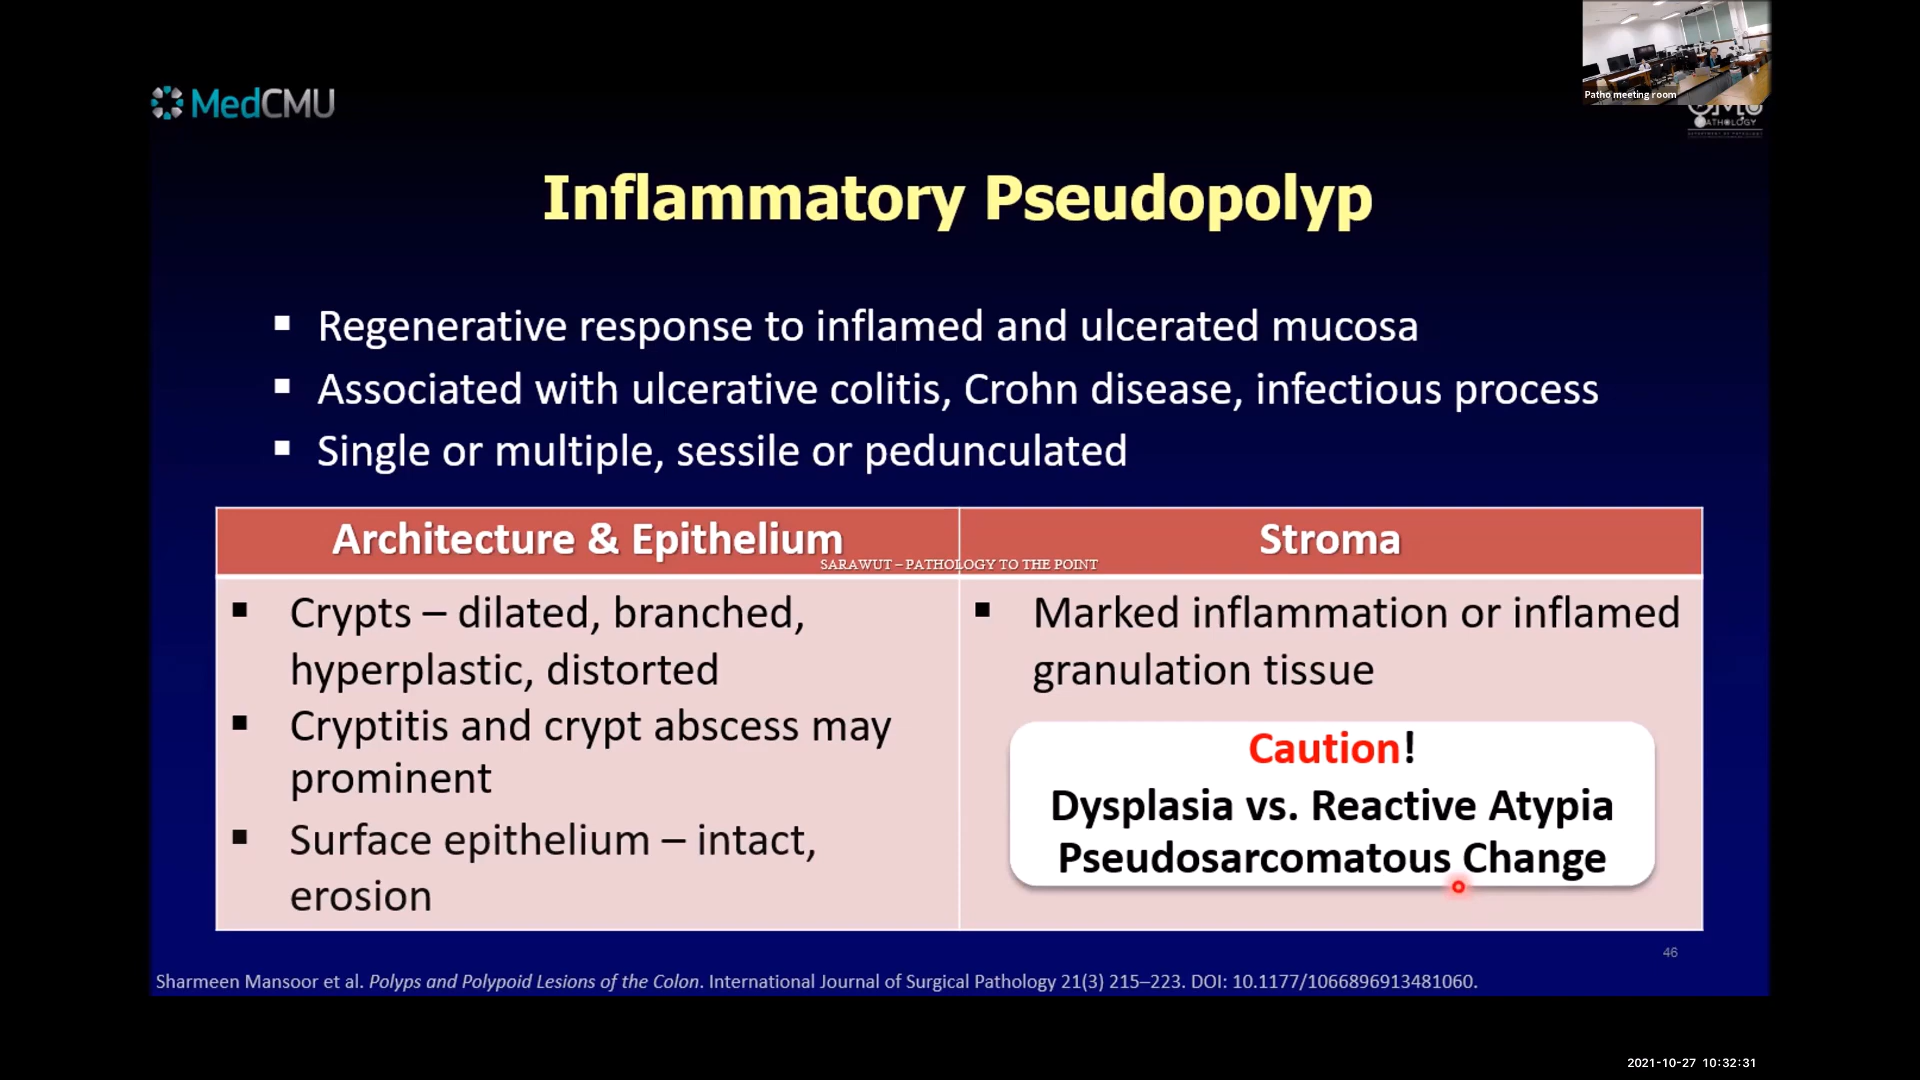 Patho meeting room
MedCMU
PATHOLOGY
Inflammatory Pseudopolyp
▪ Regenerative response to inflamed and ulcerated mucosa
▪ Associated with ulcerative colitis, Crohn disease, infectious process
▪ Single or multiple, sessile or pedunculated
Architecture & Epithelium
Stroma
SARAWUT – PATHOLOGY TO THE POINT
▪ Crypts – dilated, branched,
hyperplastic, distorted
▪ Cryptitis and crypt abscess may
prominent
▪ Surface epithelium – intact,
erosion
▪ Marked inflammation or inflamed
granulation tissue
Caution!
Dysplasia vs. Reactive Atypia
Pseudosarcomatous Change
46
Sharmeen Mansoor et al. Polyps and Polypoid Lesions of the Colon. International Journal of Surgical Pathology 21(3) 215–223. DOI: 10.1177/1066896913481060.
2021-10-27 10:32:31